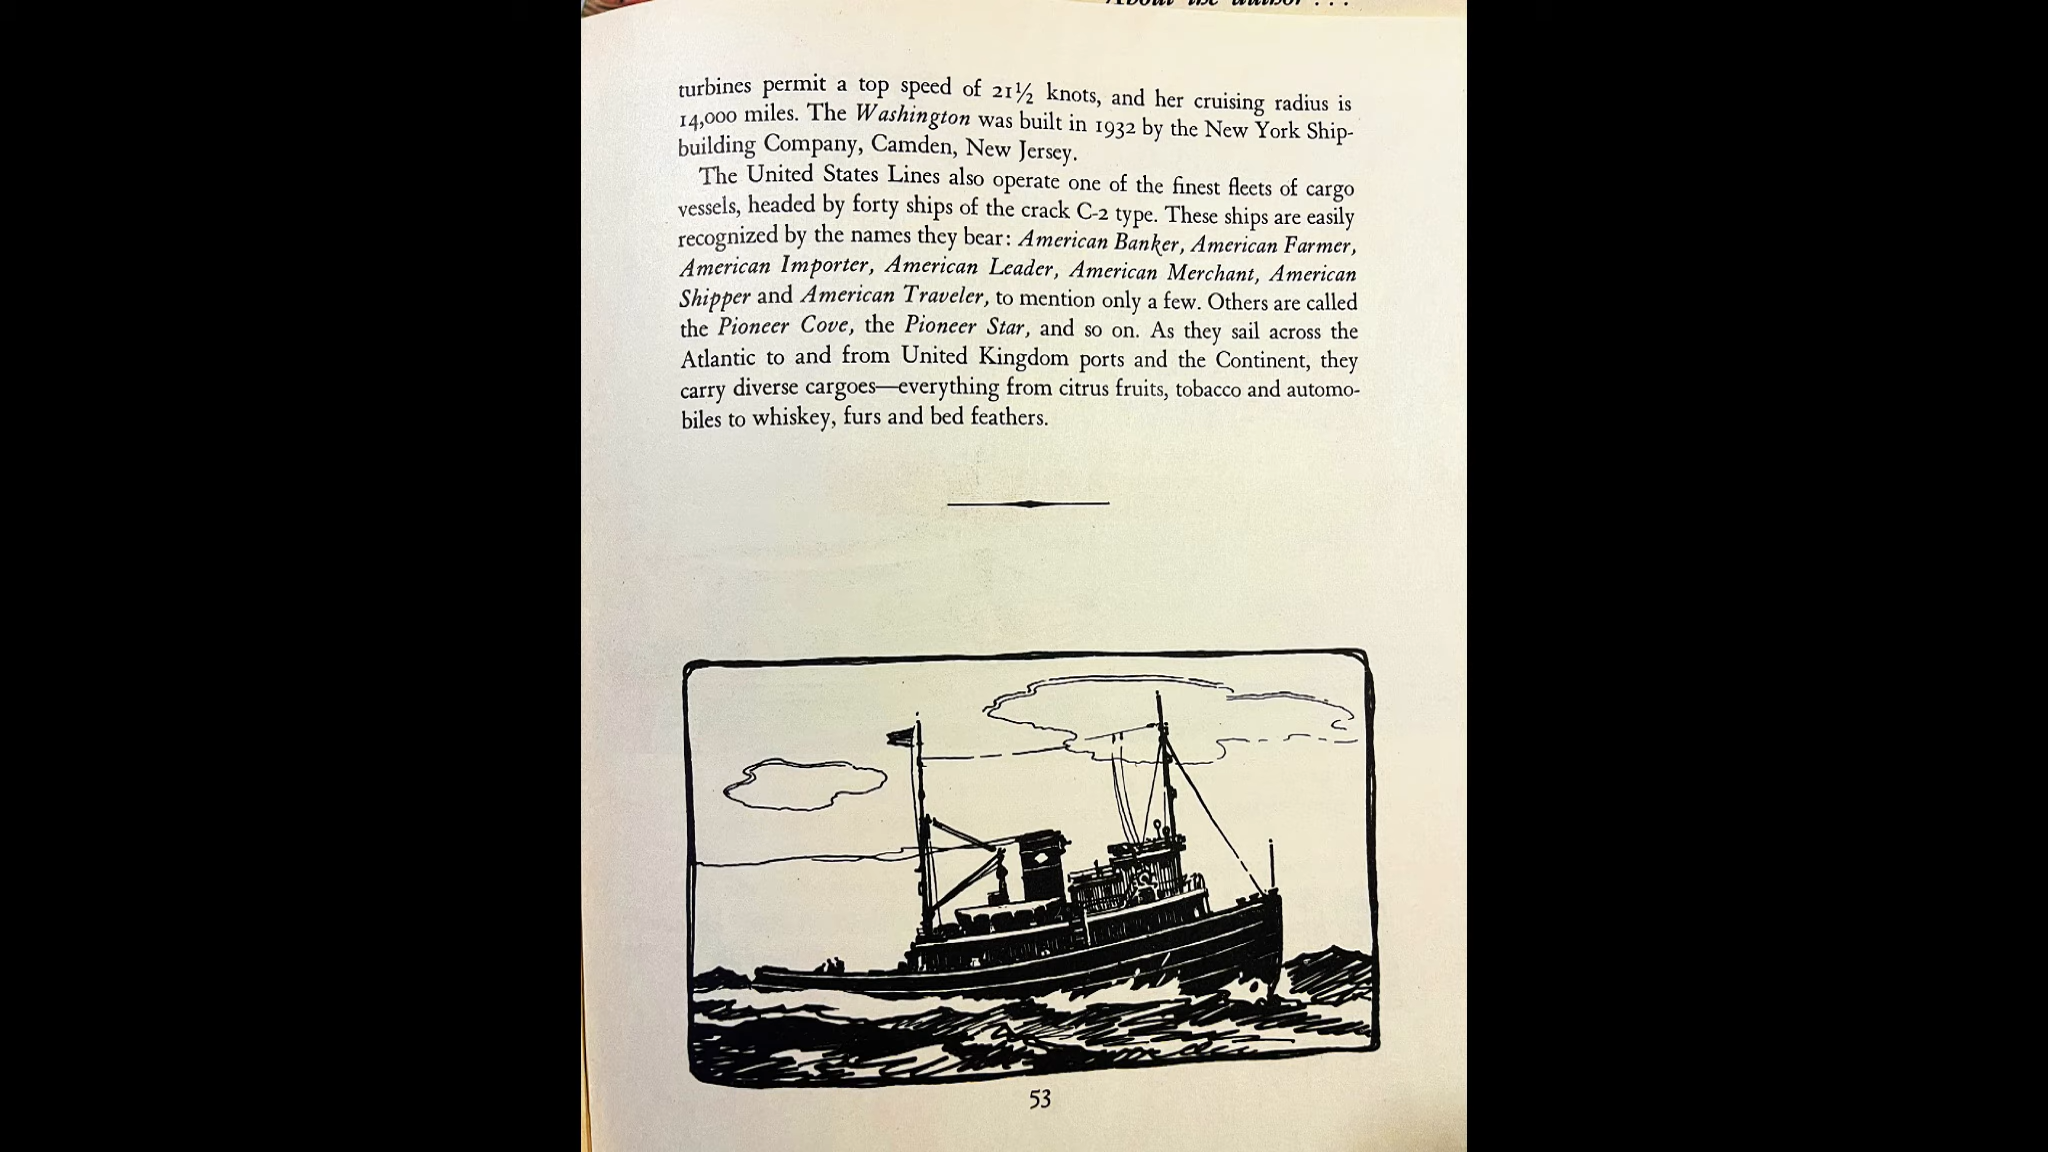 About the author . . .
turbines permit a top speed of 21½ knots, and her cruising radius is
14,000 miles. The Washington was built in 1932 by the New York Ship-
building Company, Camden, New Jersey.
The United States Lines also operate one of the finest fleets of cargo
vessels, headed by forty ships of the crack C-2 type. These ships are easily
recognized by the names they bear: American Banker, American Farmer,
American Importer, American Leader, American Merchant, American
Shipper and American Traveler, to mention only a few. Others are called
the Pioneer Cove, the Pioneer Star, and so on. As they sail across the
Atlantic to and from United Kingdom ports and the Continent, they
carry diverse cargoes—everything from citrus fruits, tobacco and automo-
biles to whiskey, furs and bed feathers.
53